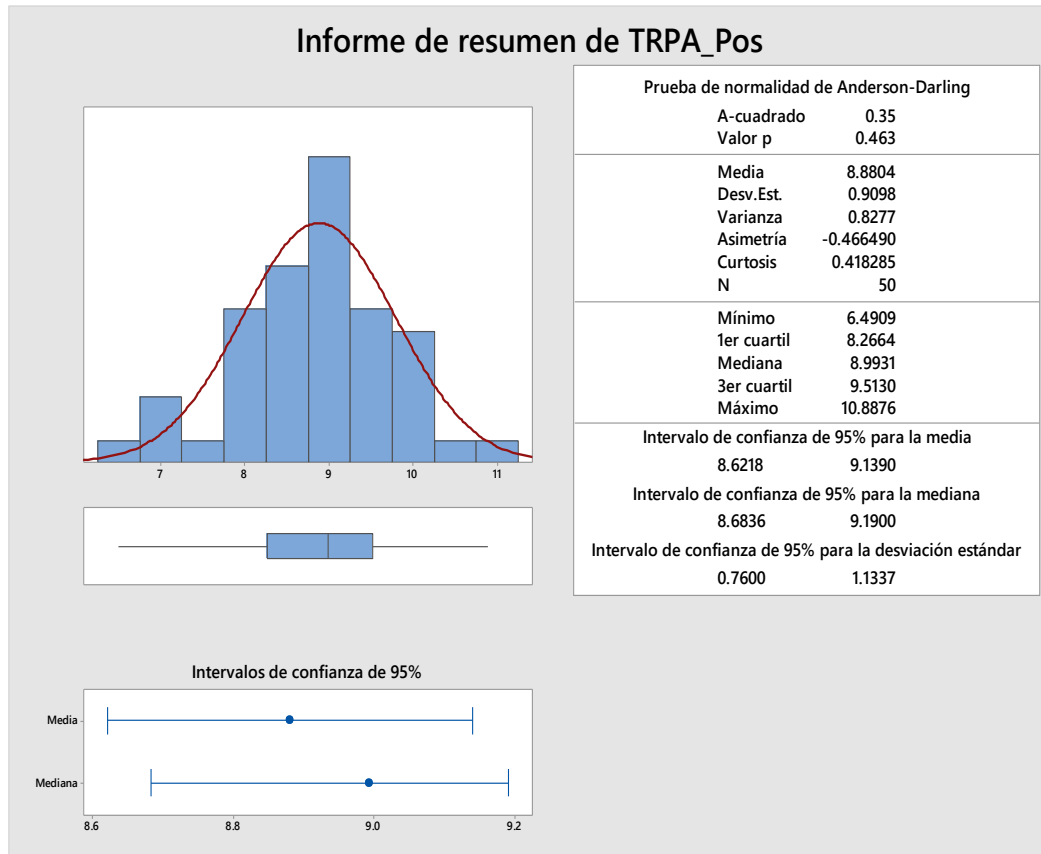 Informe de resumen de TRPA_Pos
7 8 9 10 11
Prueba de normalidad de Anderson-Darling
A-cuadrado 0.35
Valor p 0.463
Media 8.8804
Desv.Est. 0.9098
Varianza 0.8277
Asimetría -0.466490
Curtosis 0.418285
N 50
Mínimo 6.4909
1er cuartil 8.2664
Mediana 8.9931
3er cuartil 9.5130
Máximo 10.8876
Intervalo de confianza de 95% para la media
8.6218 9.1390
Intervalo de confianza de 95% para la mediana
8.6836 9.1900
Intervalo de confianza de 95% para la desviación estándar
0.7600 1.1337
Intervalos de confianza de 95%
Media
Mediana
8.6 8.8 9.0 9.2